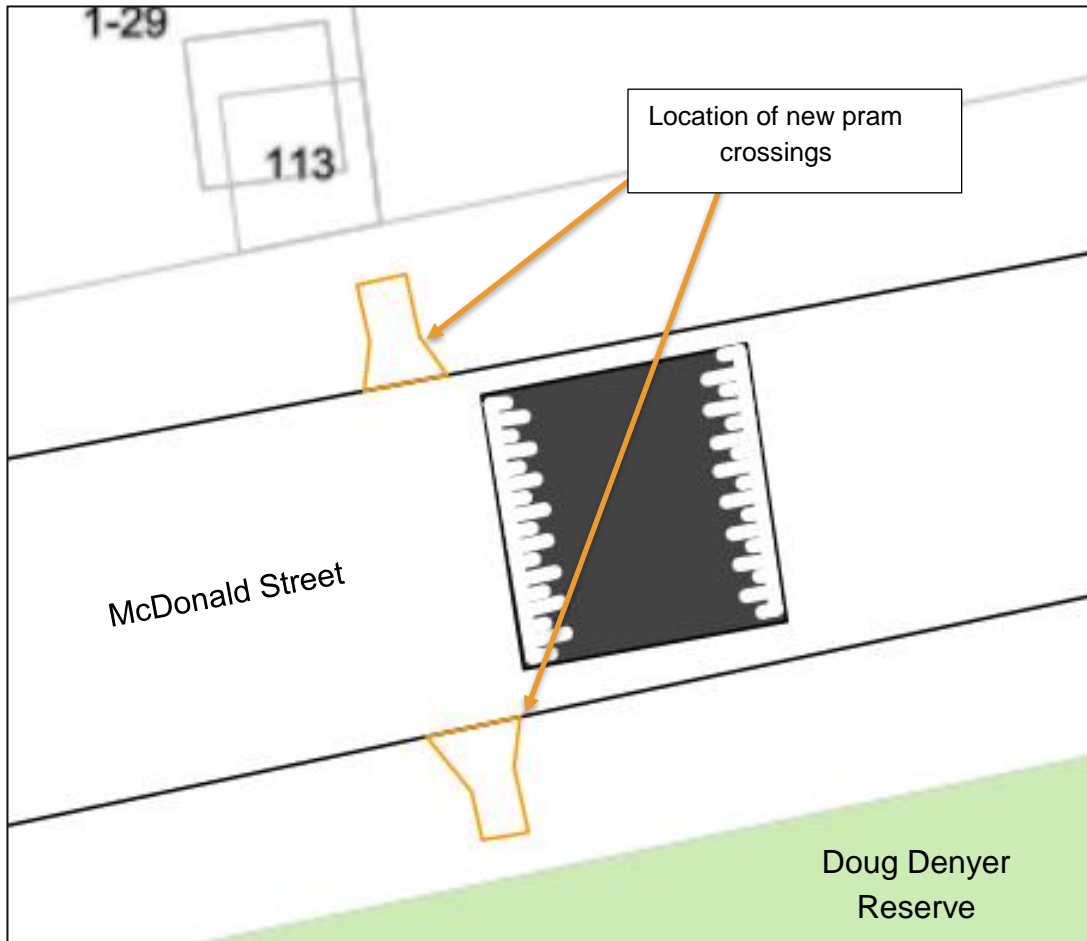 1-29
Location of new pram
crossings
113
McDonald Street
Doug Denyer
Reserve